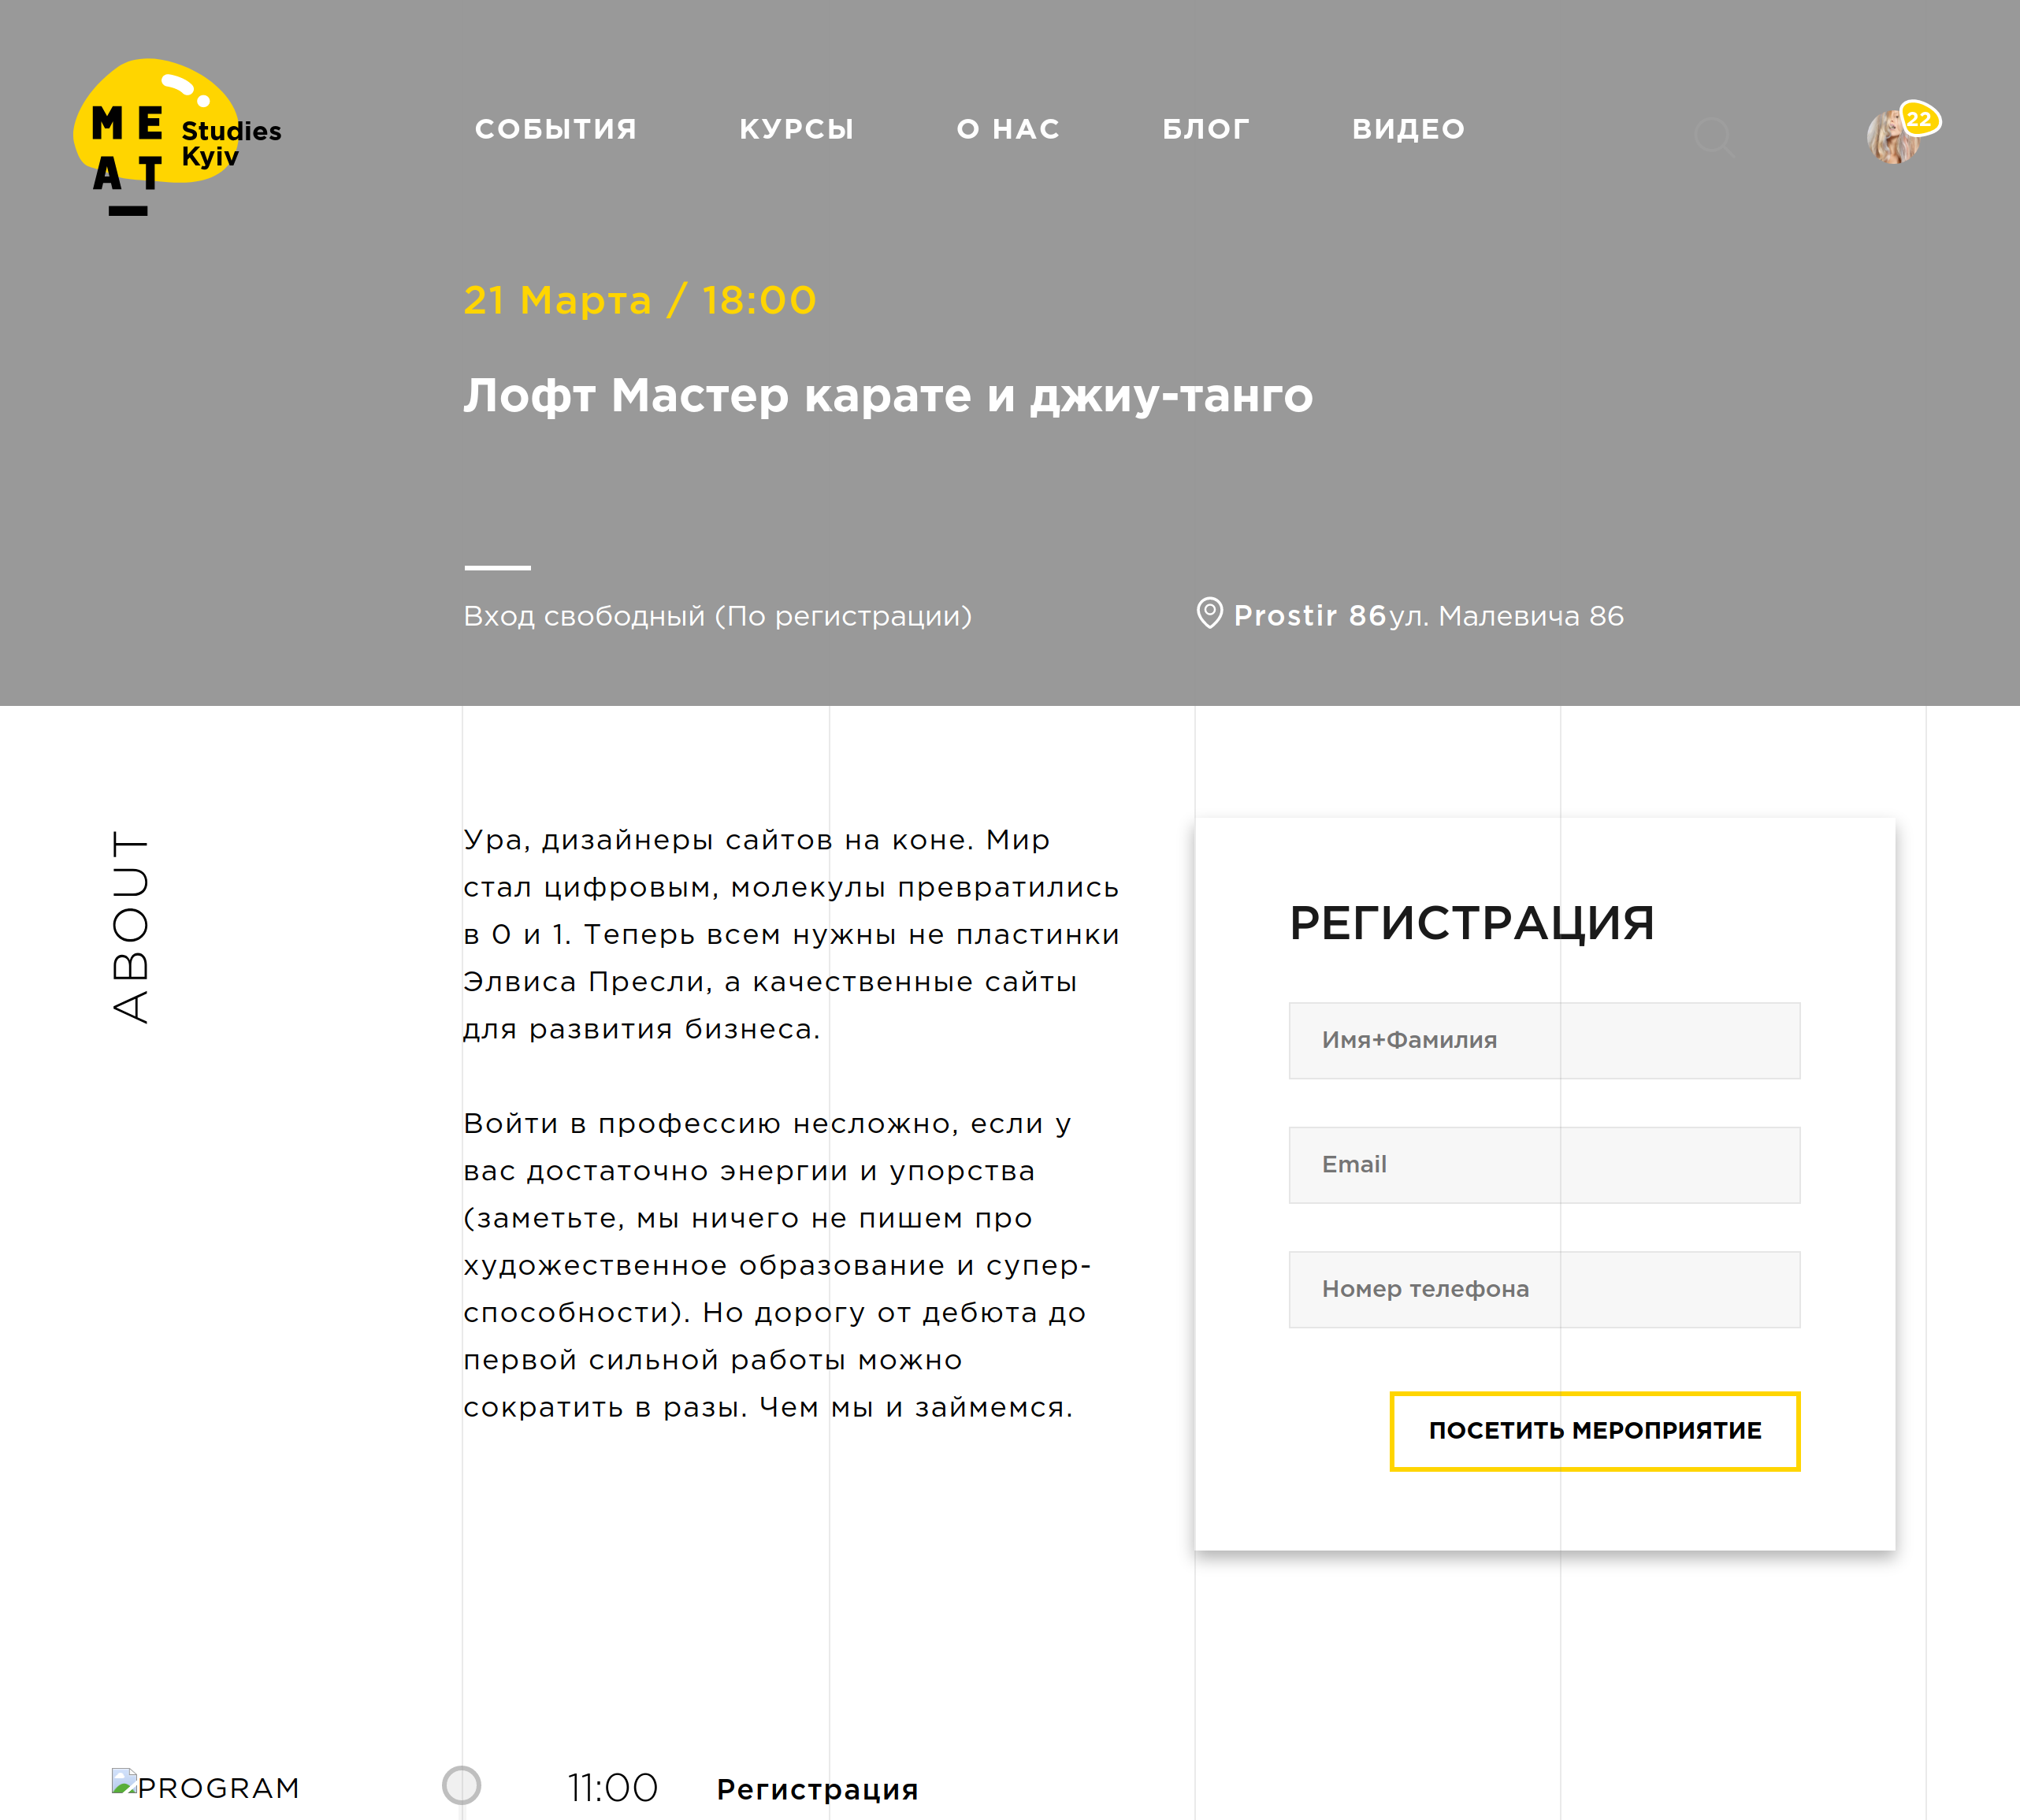 ME
AT
Studies
Kyiv
СОБЫТИЯ КУРСЫ О НАС БЛОГ ВИДЕО
22
21 Марта / 18:00
Лофт Мастер карате и джиу-танго
Вход свободный (По регистрации)
Prostir 86ул. Малевича 86
ABOUT
Ура, дизайнеры сайтов на коне. Мир
стал цифровым, молекулы превратились
в 0 и 1. Теперь всем нужны не пластинки
Элвиса Пресли, а качественные сайты
для развития бизнеса.
Войти в профессию несложно, если у
вас достаточно энергии и упорства
(заметьте, мы ничего не пишем про
художественное образование и супер-
способности). Но дорогу от дебюта до
первой сильной работы можно
сократить в разы. Чем мы и займемся.
РЕГИСТРАЦИЯ
Имя+Фамилия
Email
Номер телефона
ПОСЕТИТЬ МЕРОПРИЯТИЕ
PROGRAM
11:00 Регистрация